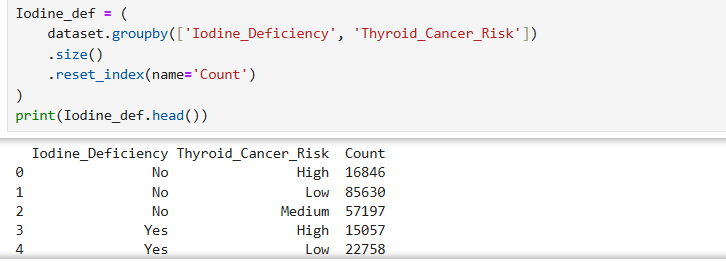 Iodine_def = (
    dataset.groupby(['Iodine_Deficiency', 'Thyroid_Cancer_Risk'])
    .size()
    .reset_index(name='Count')
)
print(Iodine_def.head())
  Iodine_Deficiency Thyroid_Cancer_Risk  Count
0                No                High  16846
1                No                 Low  85630
2                No              Medium  57197
3               Yes                High  15057
4               Yes                 Low  22758